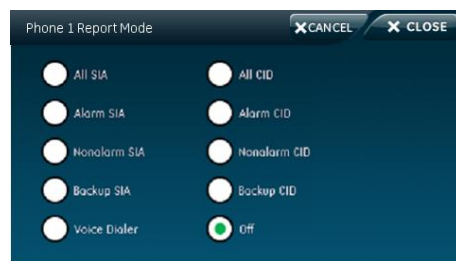 Phone 1 Report Mode
XCANCEL
X CLOSE
All SIA
All CID
Alarm SIA
Alarm CID
Nonalarm SIA
Nonalarm CID
Backup SIA
Backup CID
Voice Dialer
Off